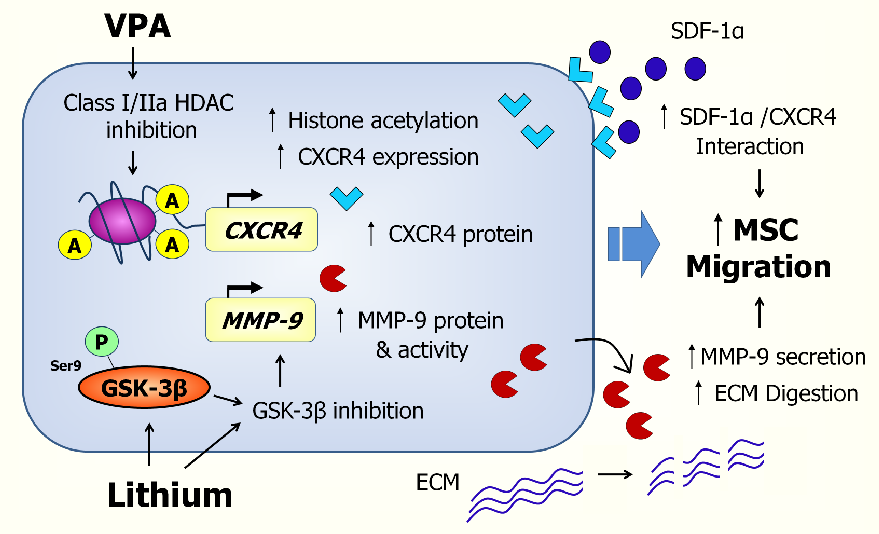 VPA
Class I/IIa HDAC
inhibition
↑ Histone acetylation
↑ CXCR4 expression
SDF-1α
↑ SDF-1α /CXCR4
Interaction
A
A
A
CXCR4
↑ CXCR4 protein
↑ MSC
Migration
MMP-9
↑ MMP-9 protein
& activity
P
Ser9
GSK-3β
GSK-3β inhibition
↑MMP-9 secretion
↑ ECM Digestion
Lithium
ECM